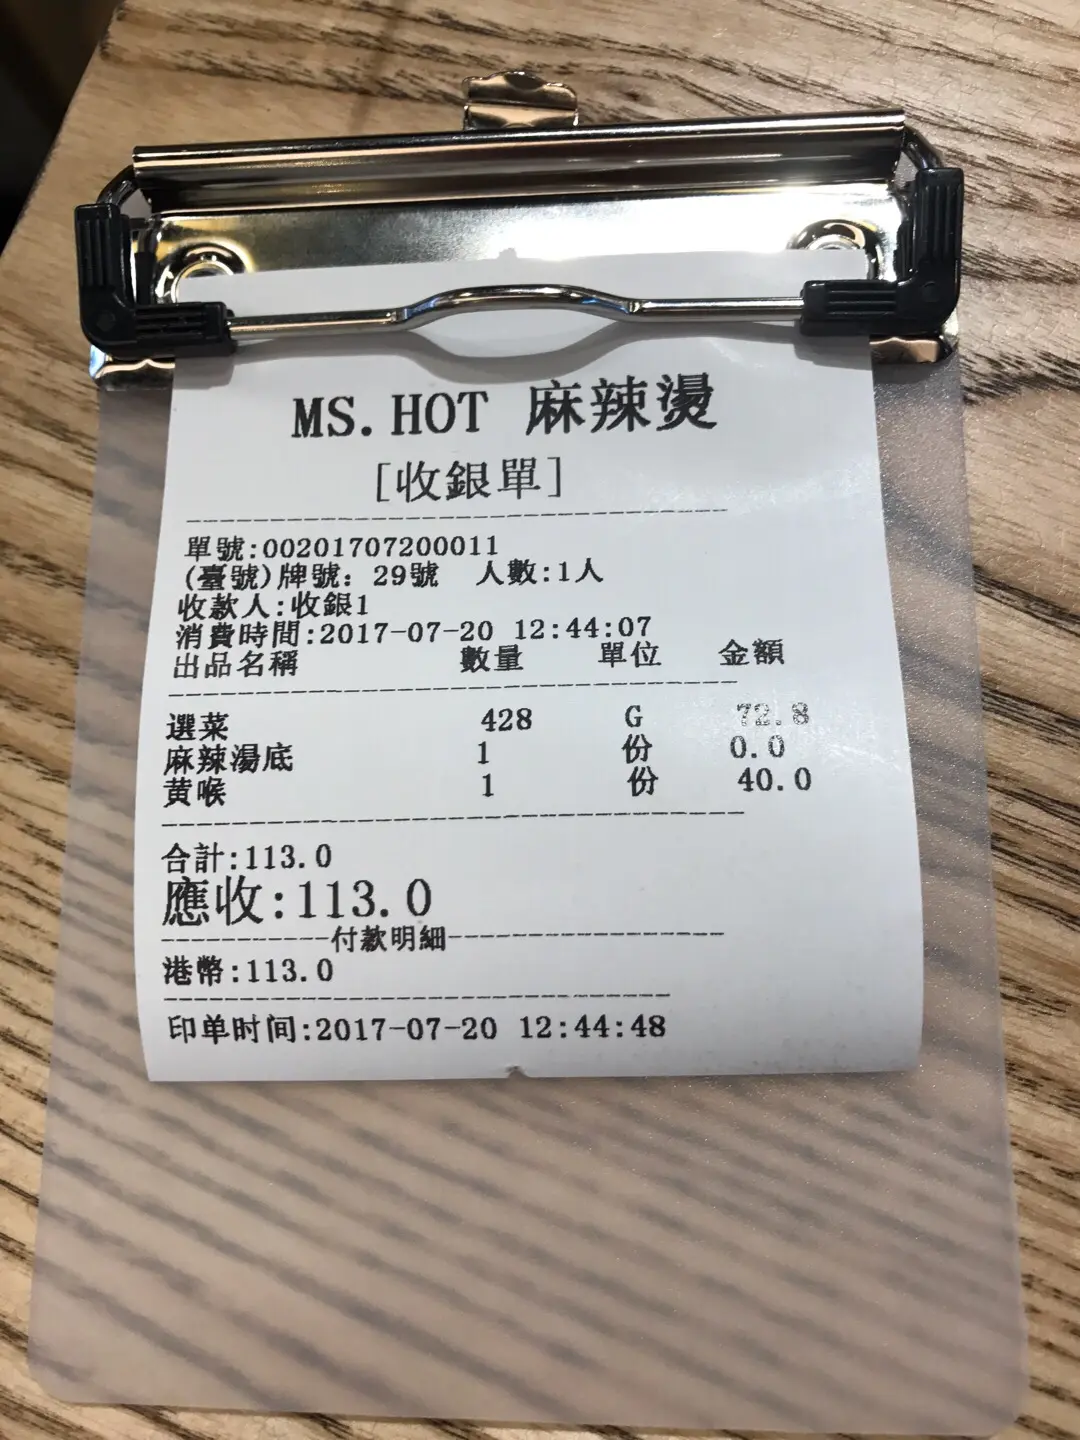 MS.HOT 麻辣燙
[收銀單]
單號:00201707200011
(臺號)牌號: 29號 人數:1人
收款人:收銀1
消費時間:2017-07-20 12:44:07
出品名稱 數量 單位 金額
選菜 428 G 72.8
麻辣湯底 1 份 0.0
黃喉 1 份 40.0
合計:113.0
應收:113.0
付款明細
港幣:113.0
印单时间:2017-07-20 12:44:48